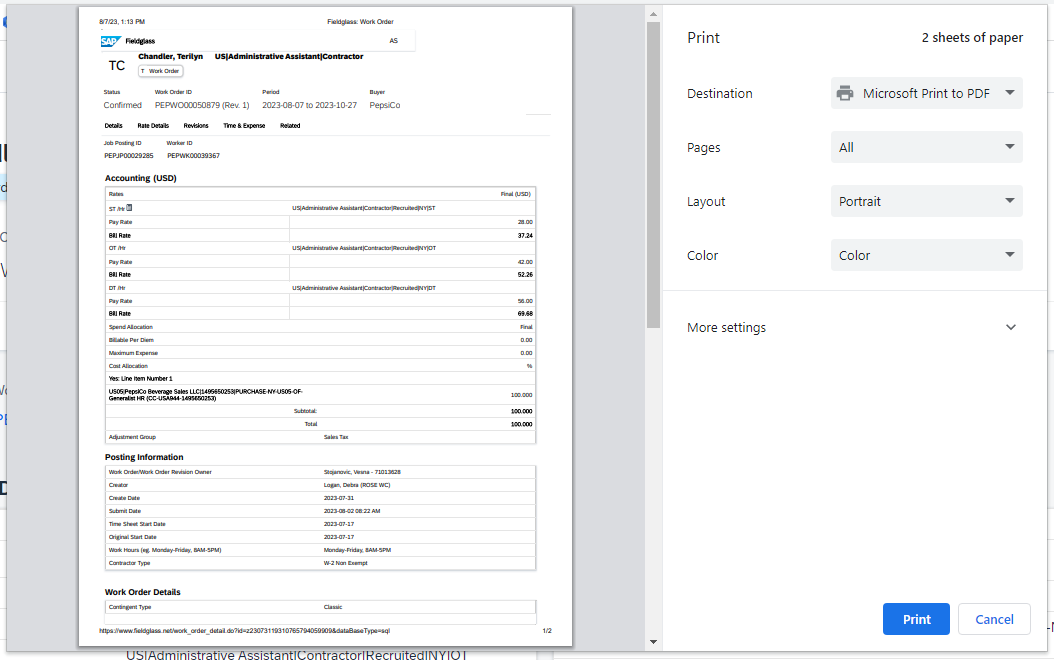 8/7/23, 1:13 PM Fieldglass: Work Order
SAP Fieldglass AS
TC Chandler, Terilyn US|Administrative Assistant|Contractor
T Work Order
Status Work Order ID Period Buyer
Confirmed PEPWO00050879 (Rev. 1) 2023-08-07 to 2023-10-27 PepsiCo
Details Rate Details Revisions Time & Expense Related
Job Posting ID Worker ID
PEPJP00029285 PEPWK00039367
Accounting (USD)
Rates Final (USD)
ST /Hr US|Administrative Assistant|Contractor|Recruited|NY|ST
Pay Rate 28.00
Bill Rate 37.24
OT /Hr US|Administrative Assistant|Contractor|Recruited|NY|OT
Pay Rate 42.00
Bill Rate 52.26
DT /Hr US|Administrative Assistant|Contractor|Recruited|NY|DT
Pay Rate 56.00
Bill Rate 69.68
Spend Allocation Final
Billable Per Diem 0.00
Maximum Expense 0.00
Cost Allocation %
Yes: Line Item Number 1
US05|PepsiCo Beverage Sales LLC|1495650253|PURCHASE-NY-US05-OF-
Generalist HR (CC-USA944-1495650253) 100.000
Subtotal: 100.000
Total 100.000
Adjustment Group Sales Tax
Posting Information
Work Order/Work Order Revision Owner Stojanovic, Vesna - 71013628
Creator Logan, Debra (ROSE WC)
Create Date 2023-07-31
Submit Date 2023-08-02 08:22 AM
Time Sheet Start Date 2023-07-17
Original Start Date 2023-07-17
Work Hours (eg. Monday-Friday, 8AM-5PM) Monday-Friday, 8AM-5PM
Contractor Type W-2 Non Exempt
Work Order Details
Contingent Type Classic
https://www.fieldglass.net/work_order_detail.do?id=z23073119310765794059909&dataBaseType=sql 1/2
US|Administrative Assistant|Contractor|Recruited|NY|OT
Print 2 sheets of paper
Destination Microsoft Print to PDF
Pages All
Layout Portrait
Color Color
More settings
Print Cancel